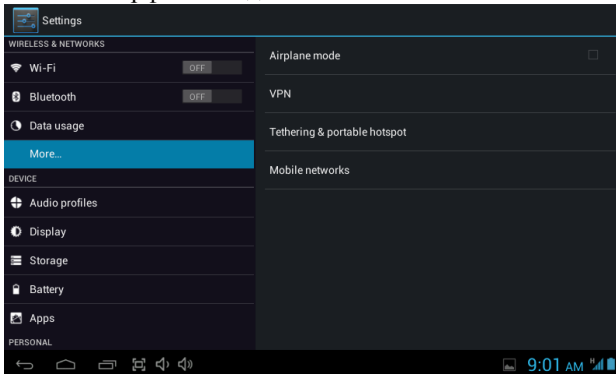 Settings
WIRELESS & NETWORKS
Wi-Fi OFF
Bluetooth OFF
Data usage
More...
DEVICE
Audio profiles
Display
Storage
Battery
Apps
PERSONAL
Airplane mode
VPN
Tethering & portable hotspot
Mobile networks
9:01 AM H